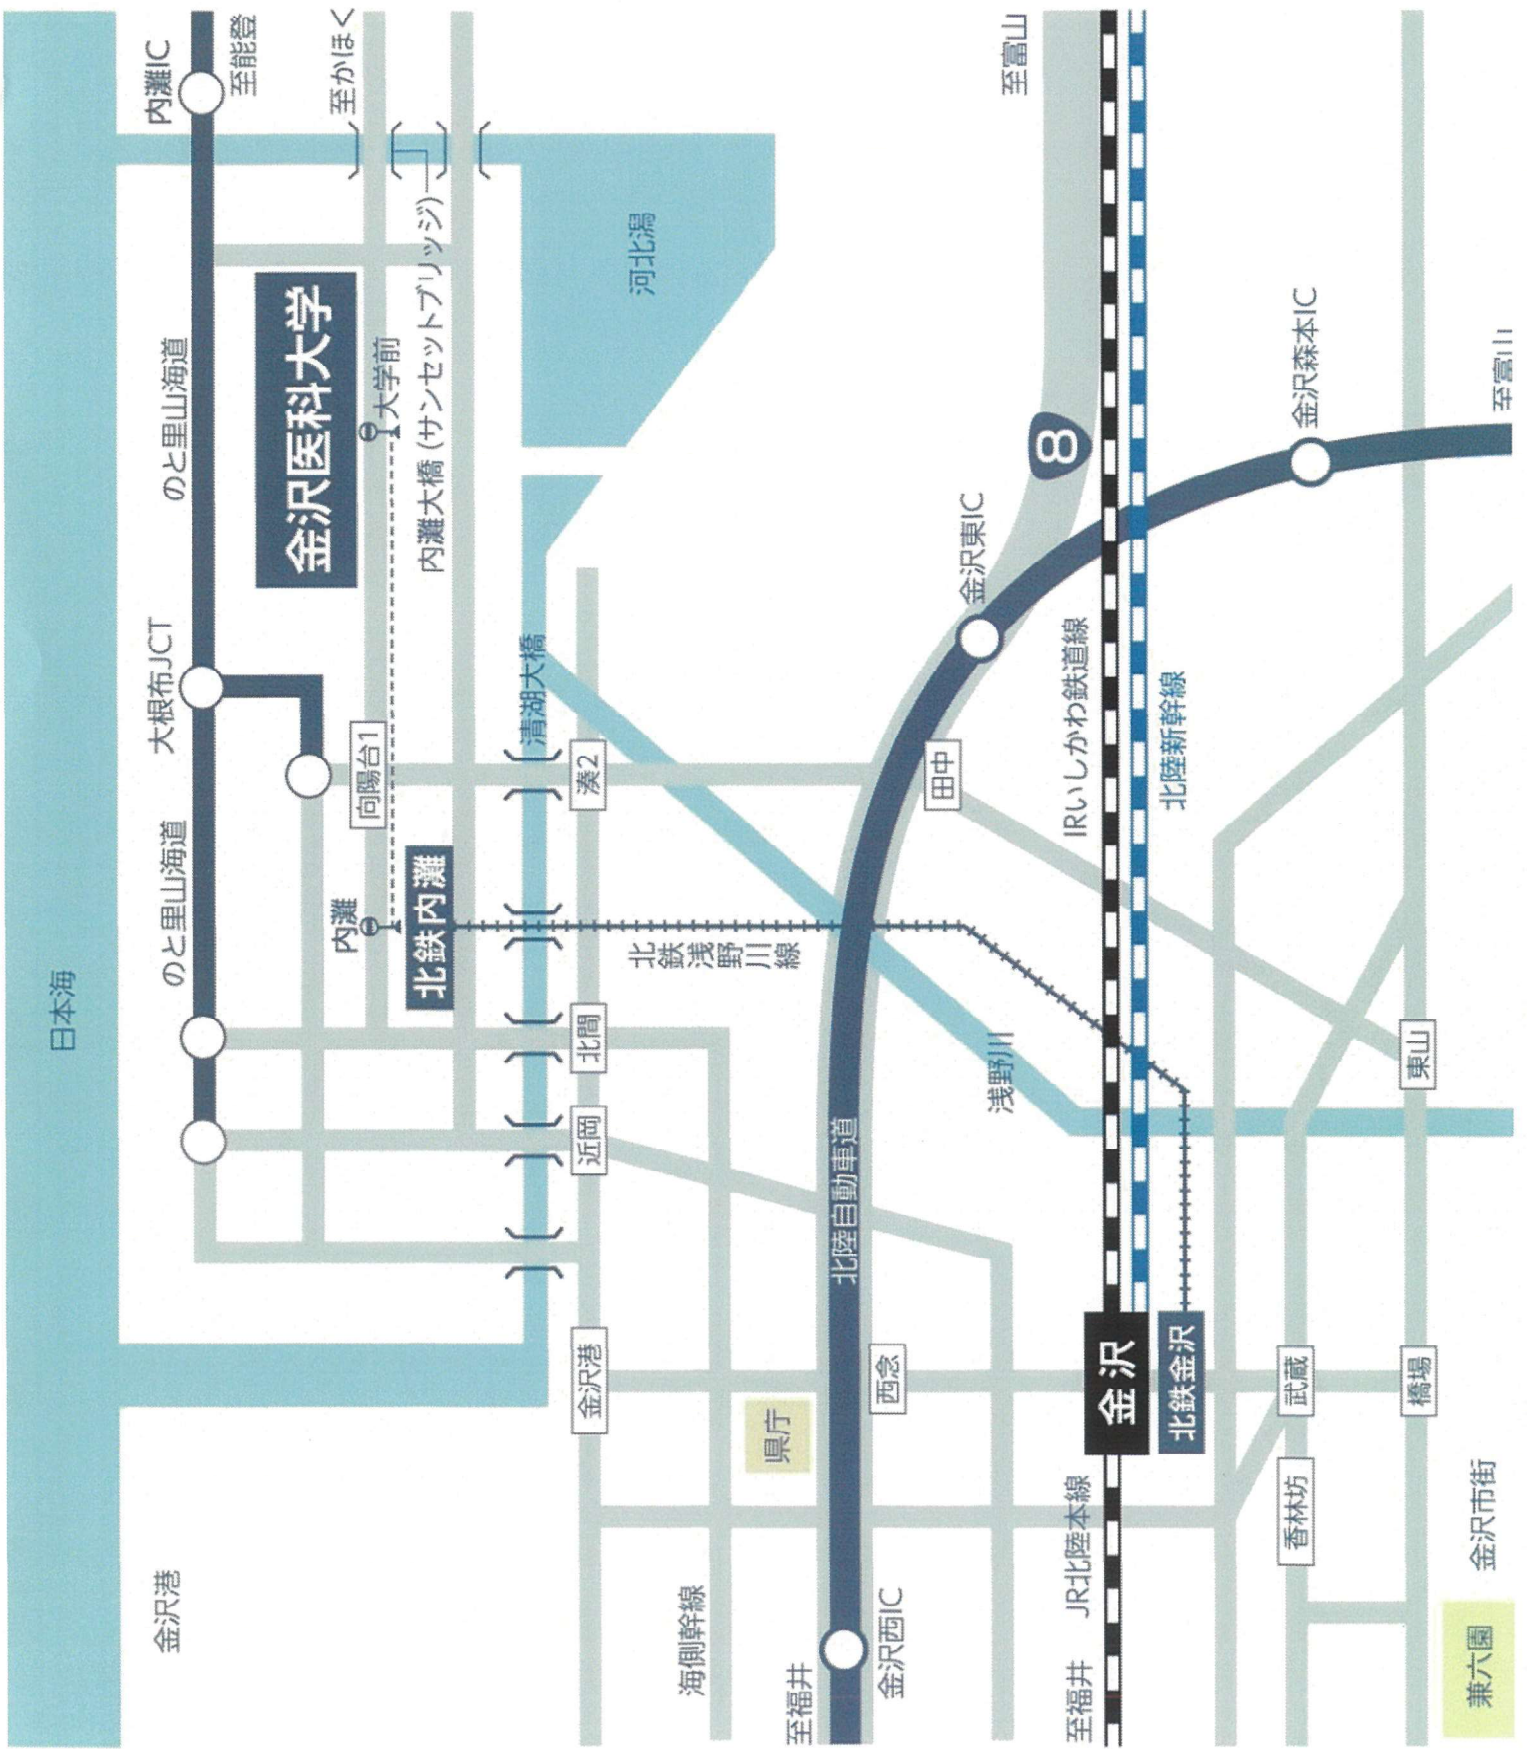 日本海
金沢港
のと里山海道
大根布JCT
のと里山海道
内灘IC
至能登
至かほく
金沢医科大学
大学前
内灘
向陽台1
北鉄内灘
内灘大橋(サンセットブリッジ)
清湖大橋
河北潟
金沢港
近岡
北間
湊2
北鉄浅野川線
海側幹線
県庁
至福井
北陸自動車道
金沢西IC
西念
田中
金沢東IC
浅野川
8
至富山
至福井
JR北陸本線
金沢
IRいしかわ鉄道線
北陸新幹線
北鉄金沢
香林坊
武蔵
金沢森本IC
橋場
東山
兼六園
金沢市街
至富山